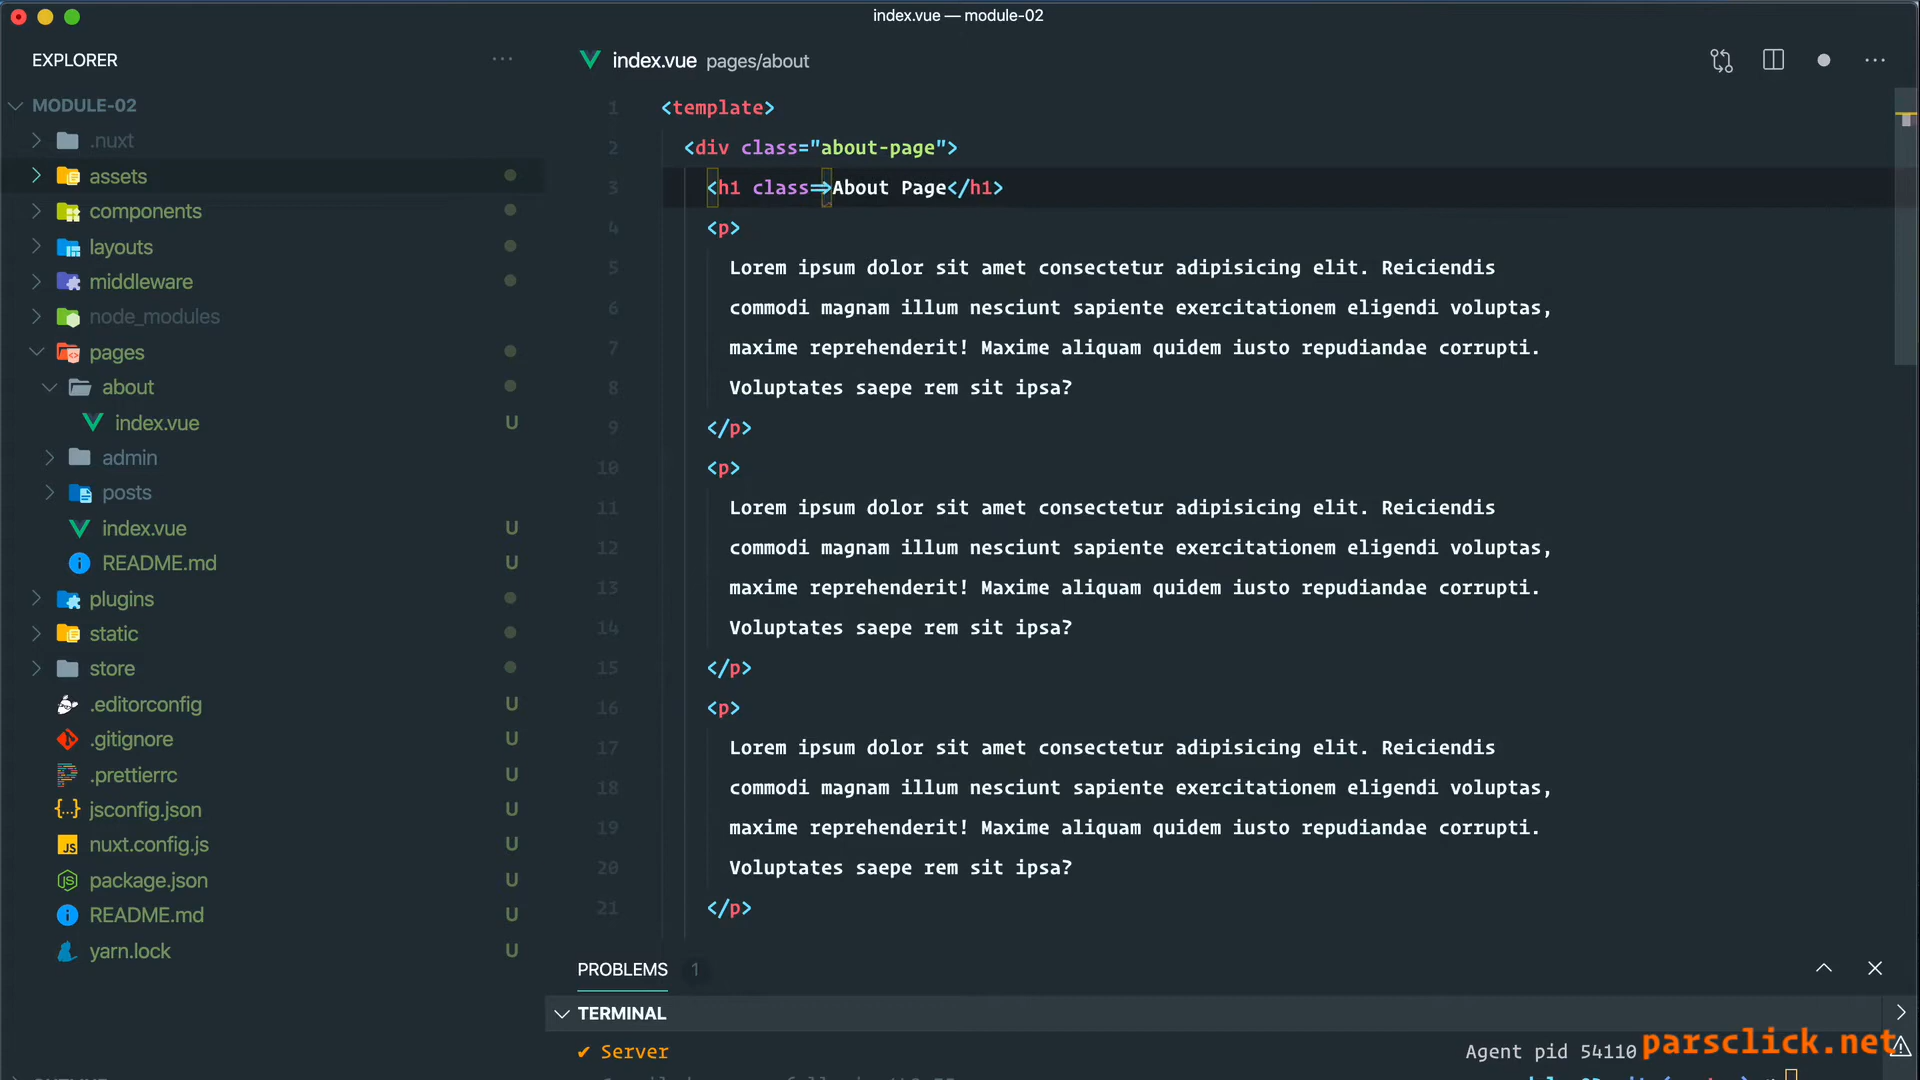 index.vue — module-02
EXPLORER
MODULE-02
.nuxt
assets
components
layouts
middleware
node_modules
pages
about
index.vue U
admin
posts
index.vue U
README.md U
plugins
static
store
.editorconfig U
.gitignore U
.prettierrc U
jsconfig.json U
nuxt.config.js U
package.json U
README.md U
yarn.lock U
index.vue pages/about
1 <template>
2 <div class="about-page">
3 <h1 class=>About Page</h1>
4 <p>
5 Lorem ipsum dolor sit amet consectetur adipisicing elit. Reiciendis
6 commodi magnam illum nesciunt sapiente exercitationem eligendi voluptas,
7 maxime reprehenderit! Maxime aliquam quidem iusto repudiandae corrupti.
8 Voluptates saepe rem sit ipsa?
9 </p>
10 <p>
11 Lorem ipsum dolor sit amet consectetur adipisicing elit. Reiciendis
12 commodi magnam illum nesciunt sapiente exercitationem eligendi voluptas,
13 maxime reprehenderit! Maxime aliquam quidem iusto repudiandae corrupti.
14 Voluptates saepe rem sit ipsa?
15 </p>
16 <p>
17 Lorem ipsum dolor sit amet consectetur adipisicing elit. Reiciendis
18 commodi magnam illum nesciunt sapiente exercitationem eligendi voluptas,
19 maxime reprehenderit! Maxime aliquam quidem iusto repudiandae corrupti.
20 Voluptates saepe rem sit ipsa?
21 </p>
PROBLEMS 1
TERMINAL
✔ Server
Agent pid 54110
parsclick.net